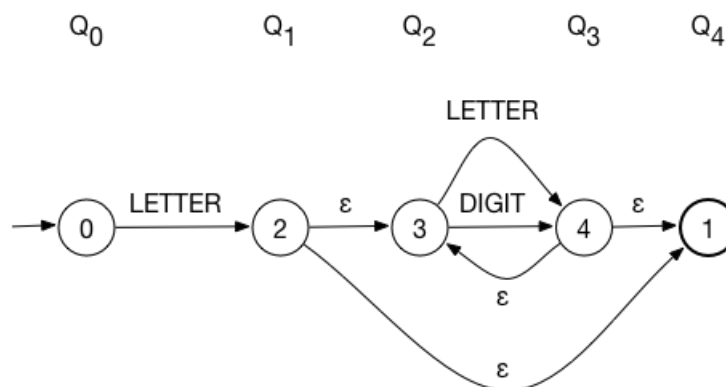 Q0 Q1 Q2 Q3 Q4
LETTER
LETTER ε DIGIT ε
0 2 3 4 1
ε
ε